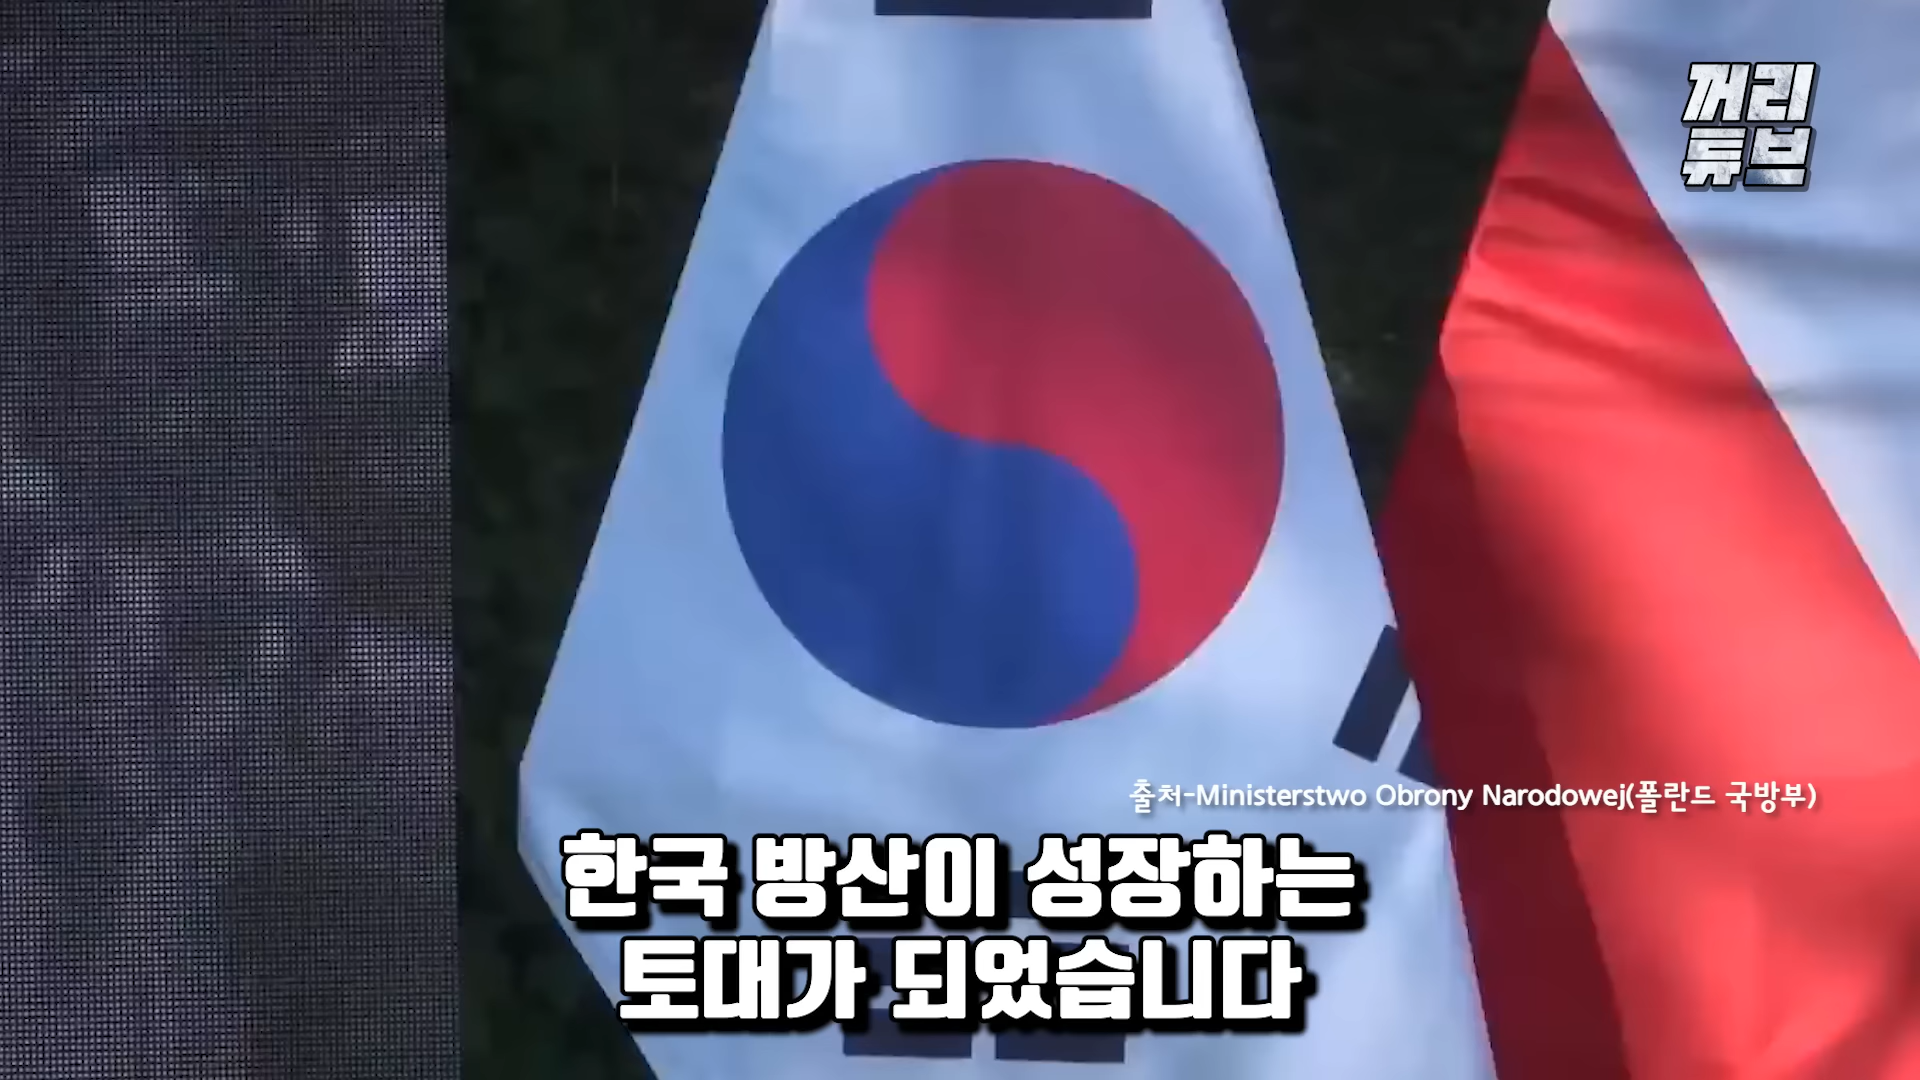 꺼리
튜브
출처-Ministerstwo Obrony Narodowej(폴란드 국방부)
한국 방산이 성장하는
토대가 되었습니다